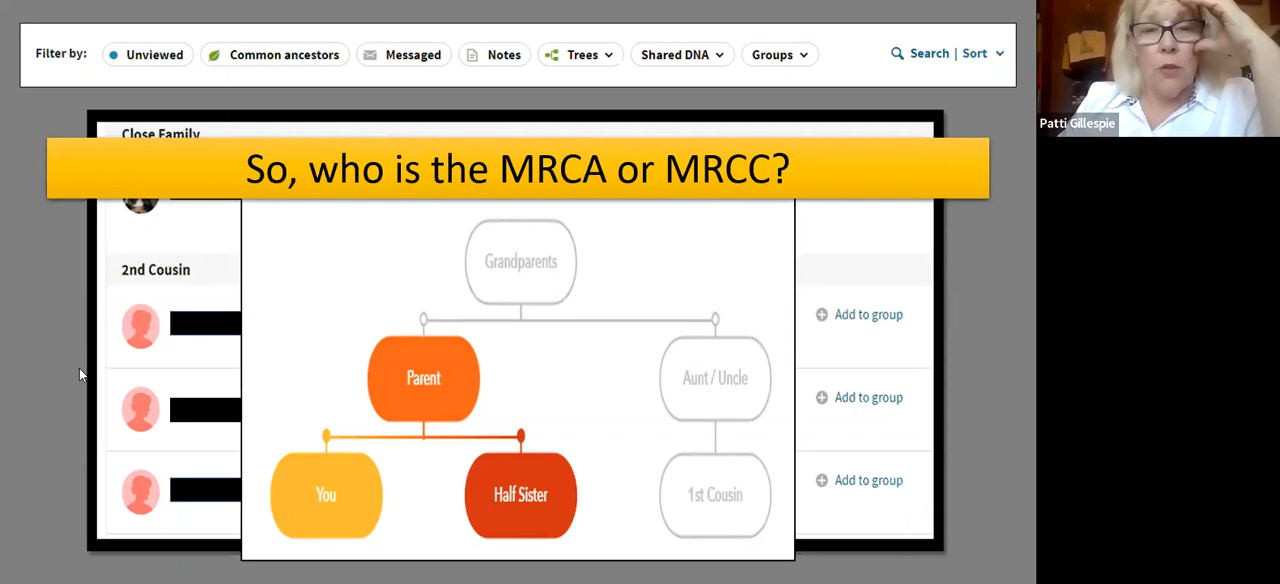 Filter by: Unviewed Common ancestors Messaged Notes Trees Shared DNA Groups Search | Sort
Patti Gillespie
Close Family
So, who is the MRCA or MRCC?
Grandparents
2nd Cousin
Add to group
Parent
Aunt / Uncle
Add to group
You
Half Sister
1st Cousin
Add to group